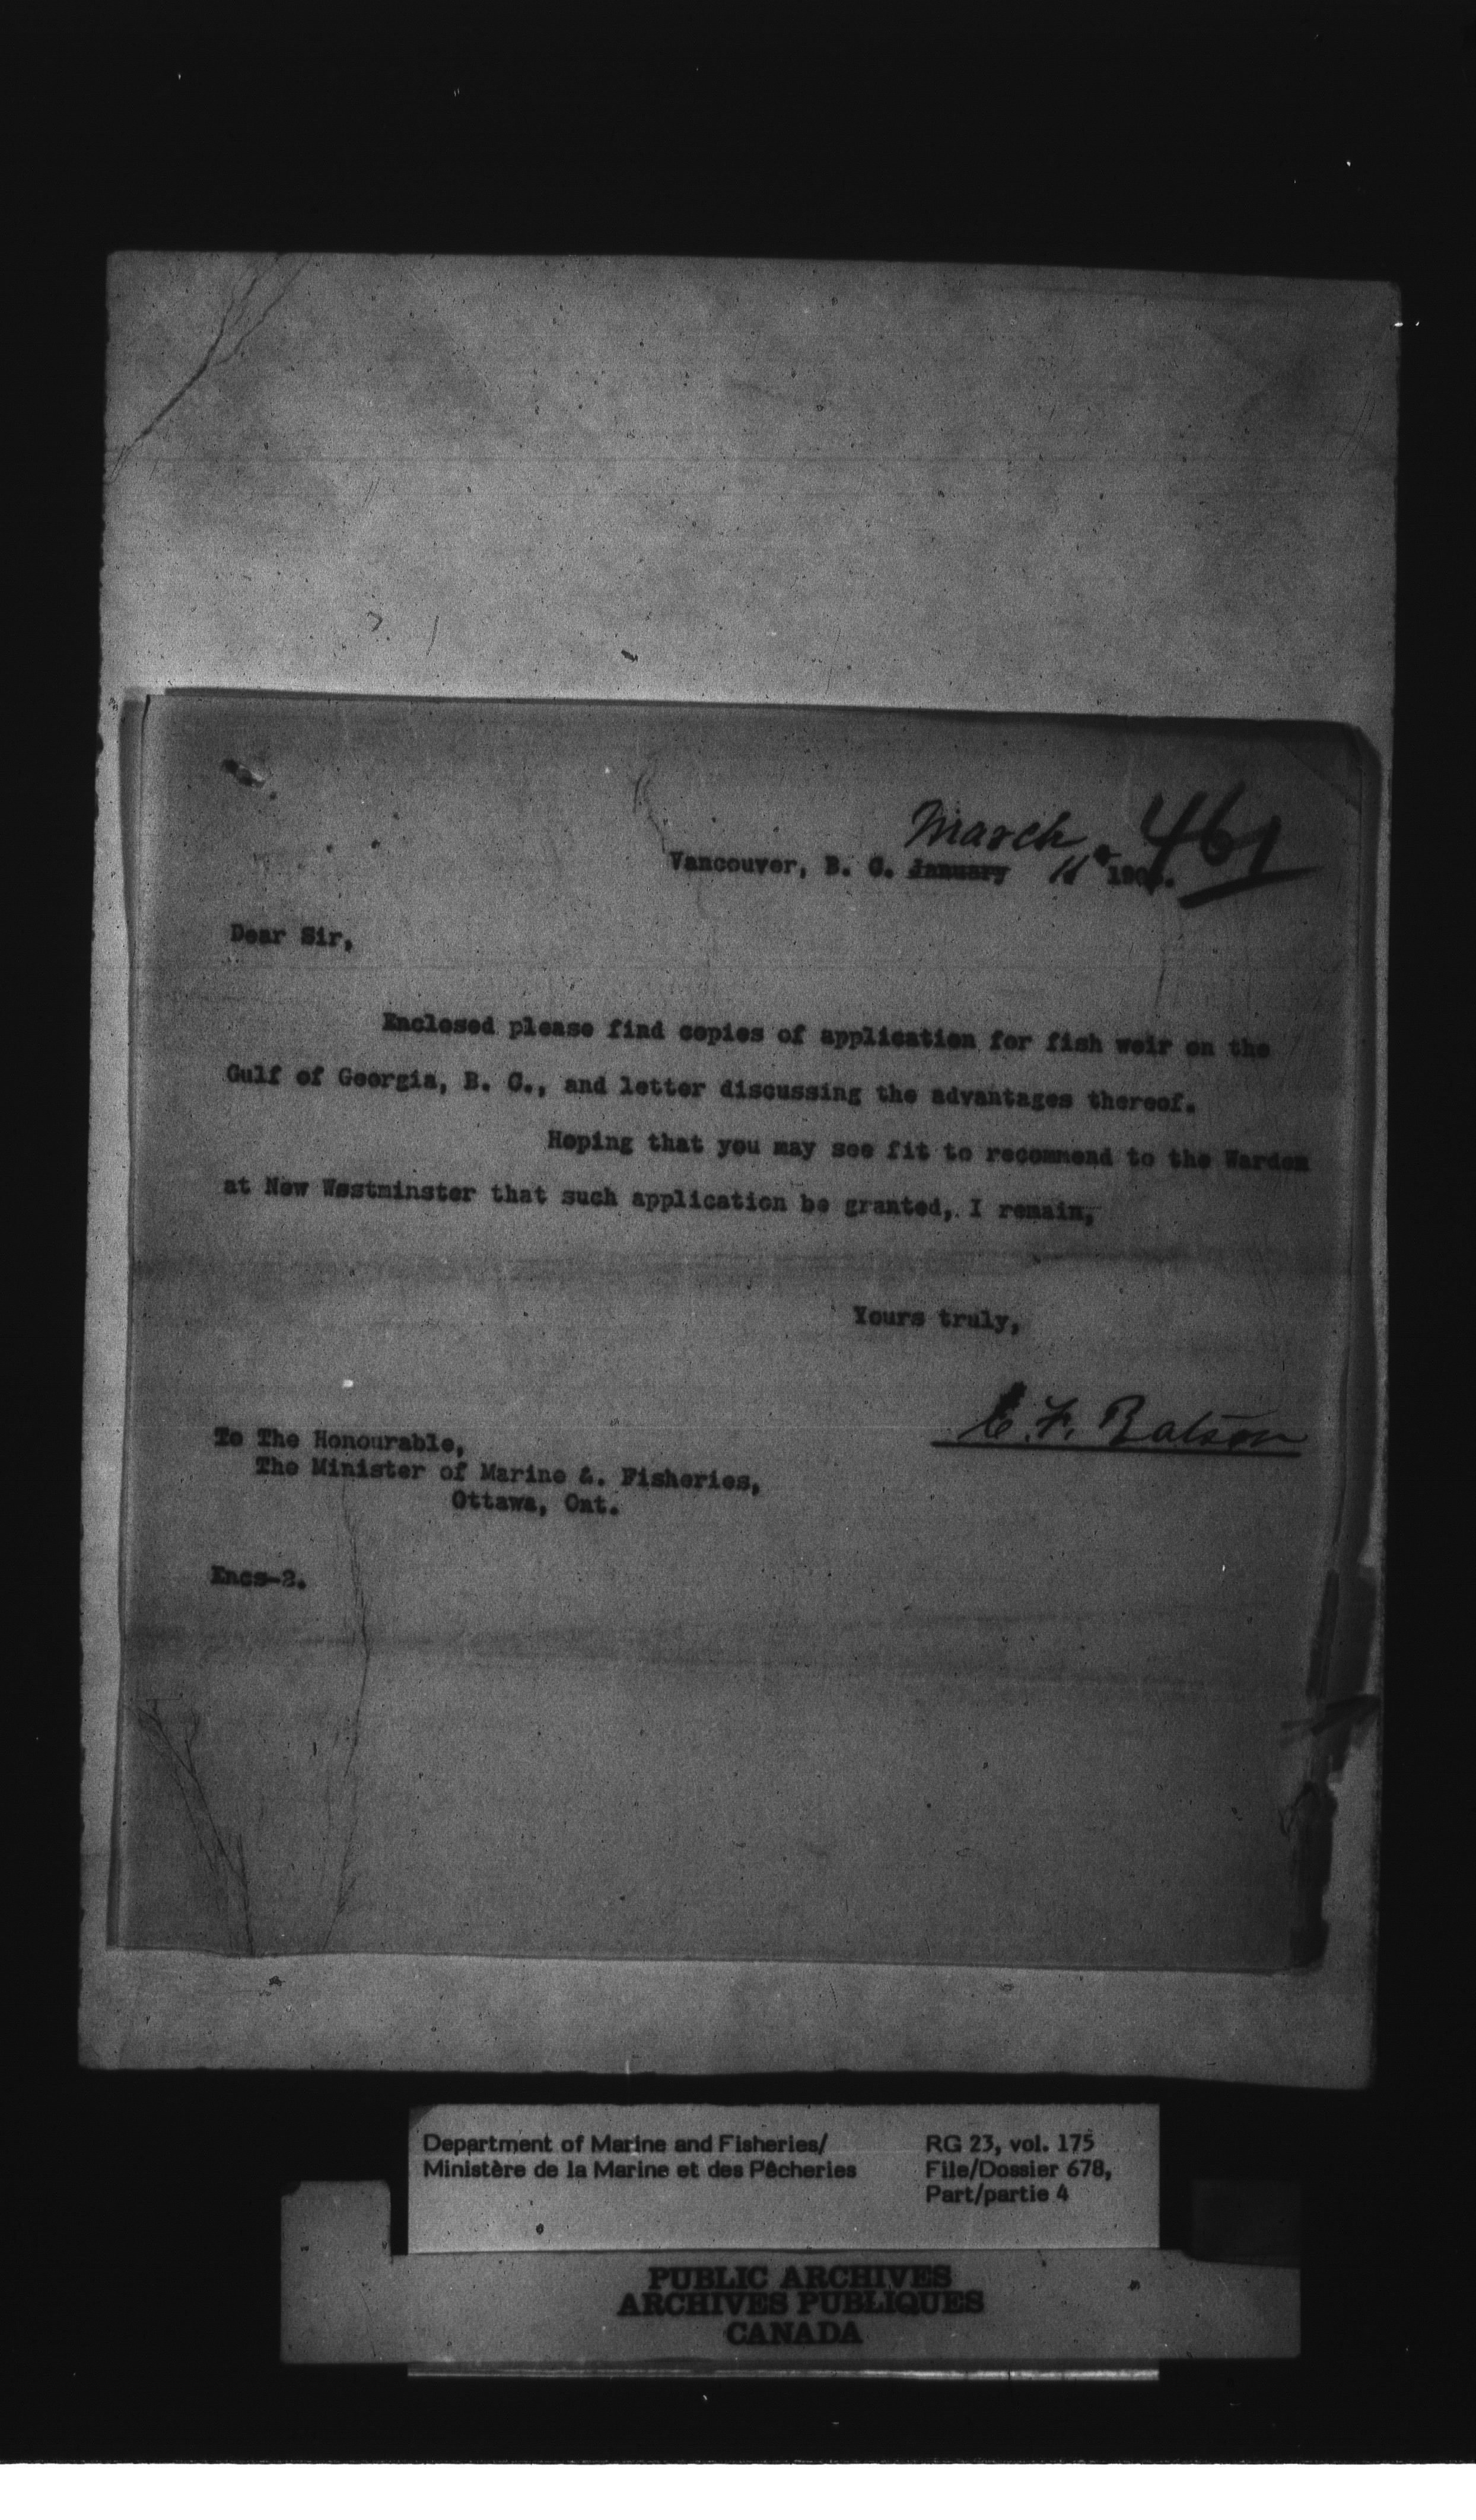 461
March
Vancouver, B. C. January 11 190
Dear Sir,
Enclosed please find copies of application for fish weir on the
Gulf of Georgia, B. C., and letter discussing the advantages thereof.
Hoping that you may see fit to recommend to the Warden
at New Westminster that such application be granted, I remain,
Yours truly,
C. F. Batson
To The Honourable,
The Minister of Marine &. Fisheries,
Ottawa, Ont.
Encs-2.
Department of Marine and Fisheries/
Ministère de la Marine et des Pêcheries
RG 23, vol. 175
File/Dossier 678,
Part/partie 4
PUBLIC ARCHIVES
ARCHIVES PUBLIQUES
CANADA